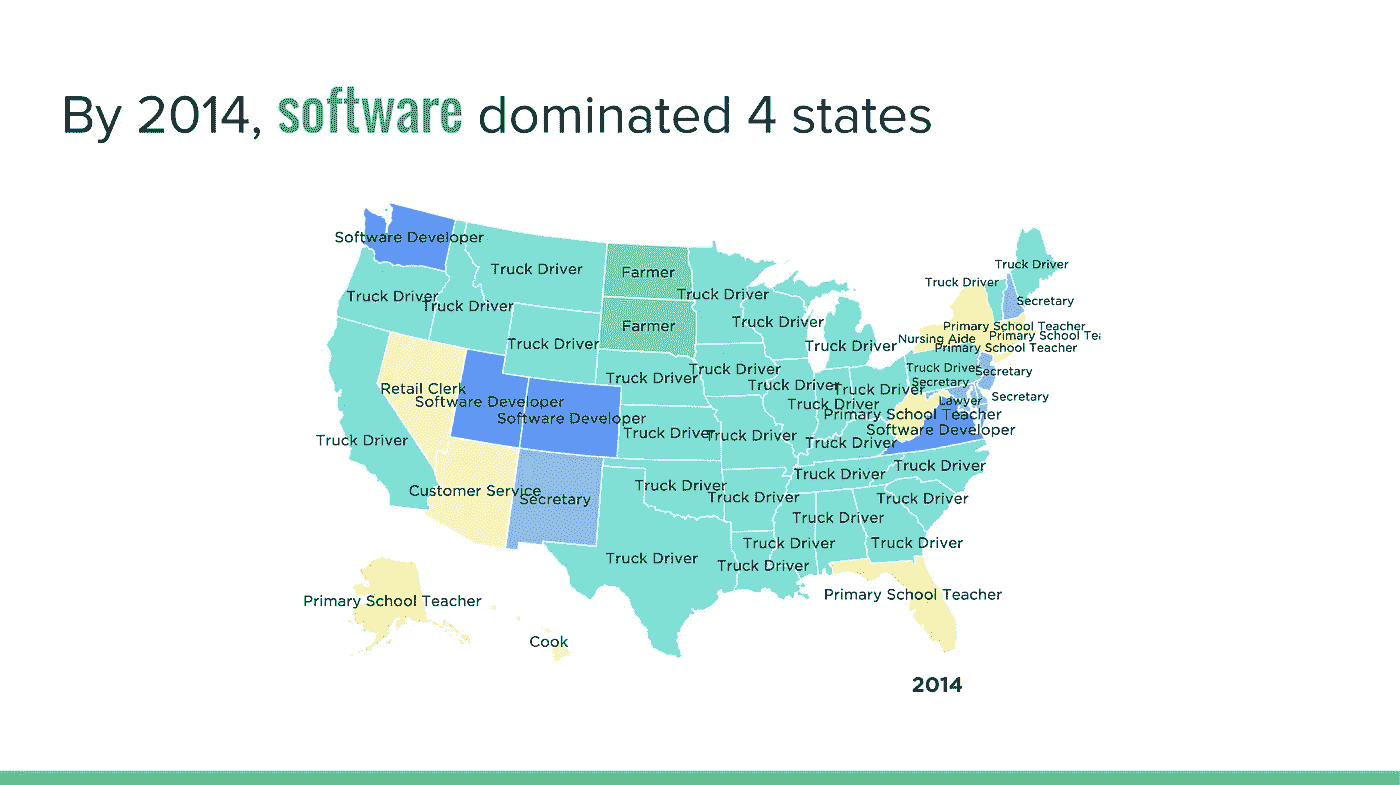 By 2014, software dominated 4 states
Software Developer
Truck Driver
Farmer
Truck Driver
Truck Driver
Truck Driver
Truck Driver
Truck Driver
Secretary
Truck Driver
Truck Driver
Farmer
Truck Driver
Primary School Teacher
Primary School Tea
Nursing Aide
Primary School Teacher
Truck Driver
Truck Driver
Truck Driver
Truck Driver
Truck Driver
Secretary
Truck Driver
Secretary
Retail Clerk
Truck Driver
Truck Driver
Software Developer
Truck Driver
Lawyer
Secretary
Software Developer
Primary School Teacher
Software Developer
Truck Driver
Truck Driver
Truck Driver
Truck Driver
Truck Driver
Truck Driver
Customer Service
Secretary
Truck Driver
Truck Driver
Truck Driver
Truck Driver
Truck Driver
Truck Driver
Truck Driver
Truck Driver
Primary School Teacher
Primary School Teacher
Cook
2014